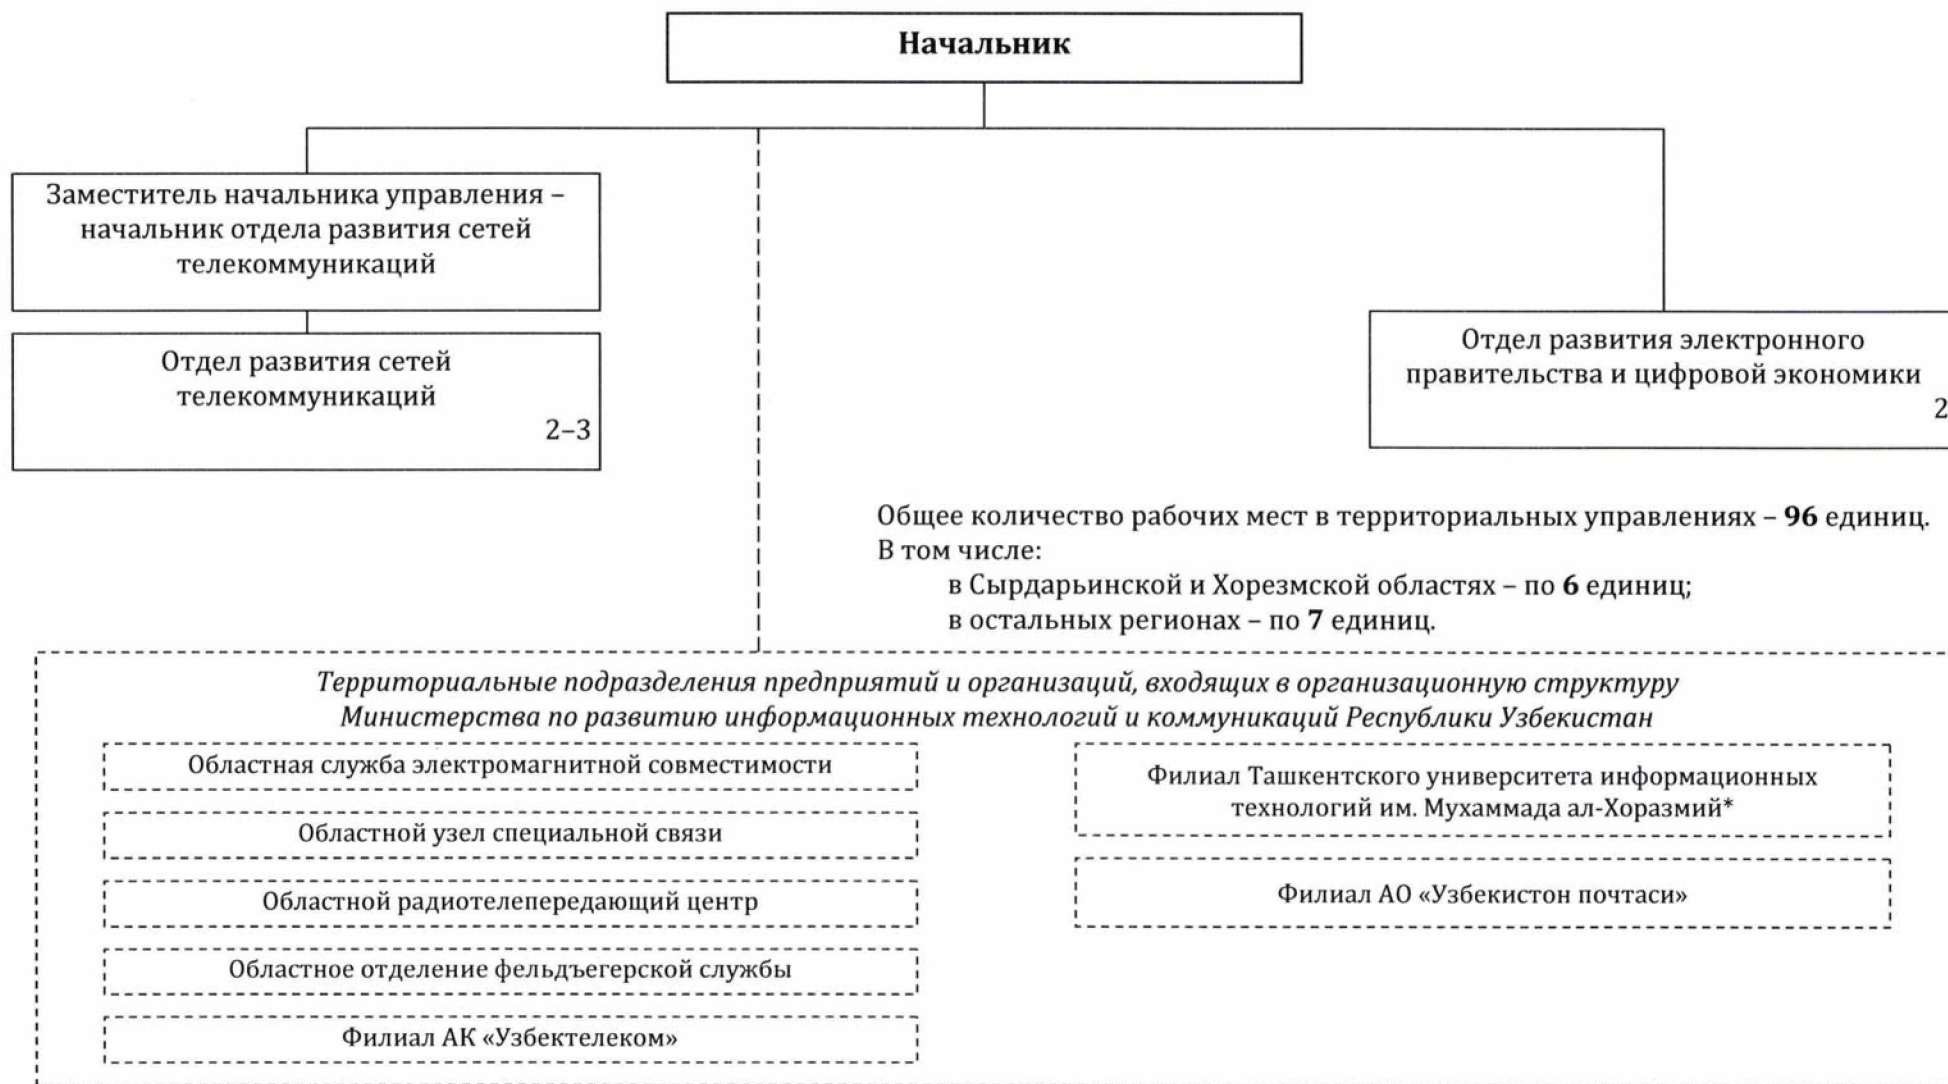 Начальник
Заместитель начальника управления –
начальник отдела развития сетей
телекоммуникаций
Отдел развития сетей
телекоммуникаций
2–3
Отдел развития электронного
правительства и цифровой экономики
2
Общее количество рабочих мест в территориальных управлениях – 96 единиц.
В том числе:
в Сырдарьинской и Хорезмской областях – по 6 единиц;
в остальных регионах – по 7 единиц.
Территориальные подразделения предприятий и организаций, входящих в организационную структуру
Министерства по развитию информационных технологий и коммуникаций Республики Узбекистан
Областная служба электромагнитной совместимости
Областной узел специальной связи
Областной радиотелепередающий центр
Областное отделение фельдъегерской службы
Филиал АК «Узбектелеком»
Филиал Ташкентского университета информационных
технологий им. Мухаммада ал-Хоразмий*
Филиал АО «Узбекистон почтаси»